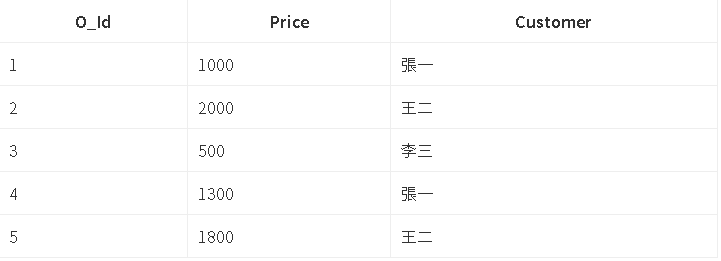 O_Id Price Customer
1 1000 張一
2 2000 王二
3 500 李三
4 1300 張一
5 1800 王二